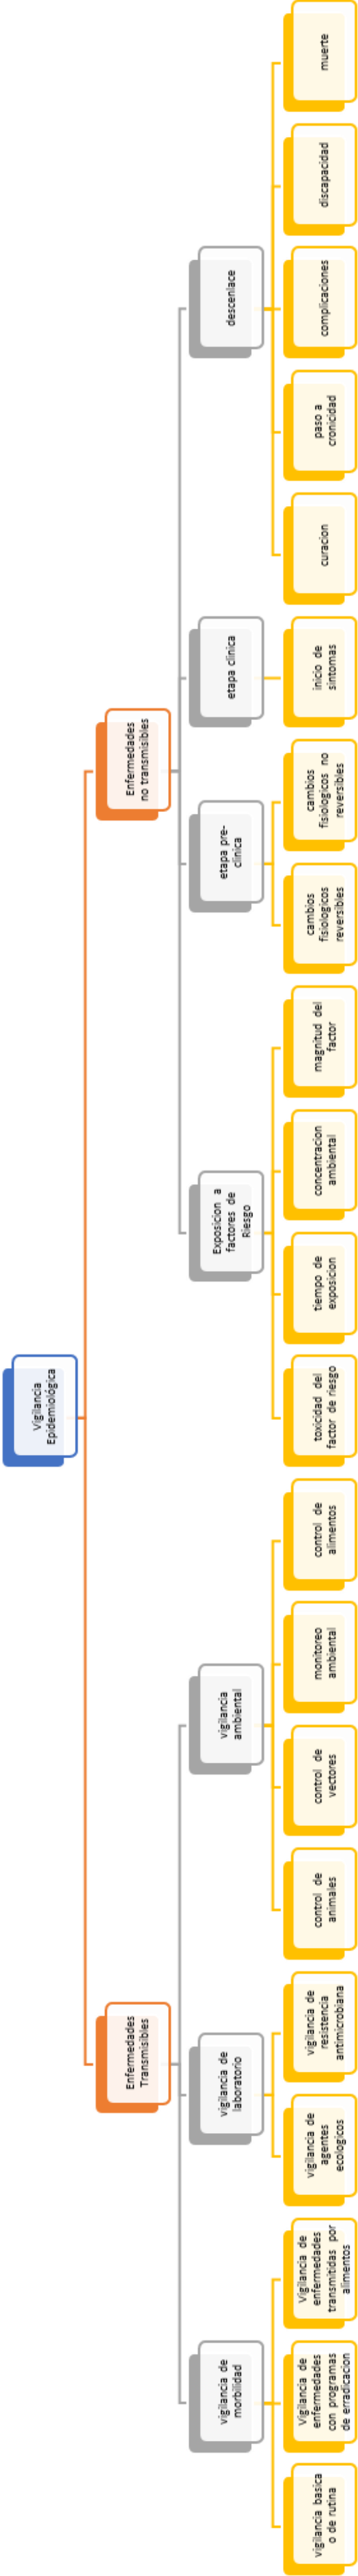 Vigilancia
Epidemiológica
Enfermedades
Transmisibles
Enfermedades
no transmisibles
vigilancia de
morbilidad
vigilancia de
laboratorio
vigilancia
ambiental
Exposicion a
factores de
Riesgo
etapa pre-
clinica
etapa clinica
descenlace
vigilancia basica
o de rutina
Vigilancia de
enfermedades
con programas
de erradicacion
Vigilancia de
enfermedades
transmitidas por
alimentos
vigilancia de
agentes
ecologicos
vigilancia de
resistencia
antimicrobiana
control de
animales
control de
vectores
monitoreo
ambiental
control de
alimentos
toxicidad del
factor de riesgo
tiempo de
exposicion
concentracion
ambiental
magnitud del
factor
cambios
fisiologicos
reversibles
cambios
fisiologicos no
reversibles
inicio de
sintomas
curacion
paso a
cronicidad
complicaciones
discapacidad
muerte